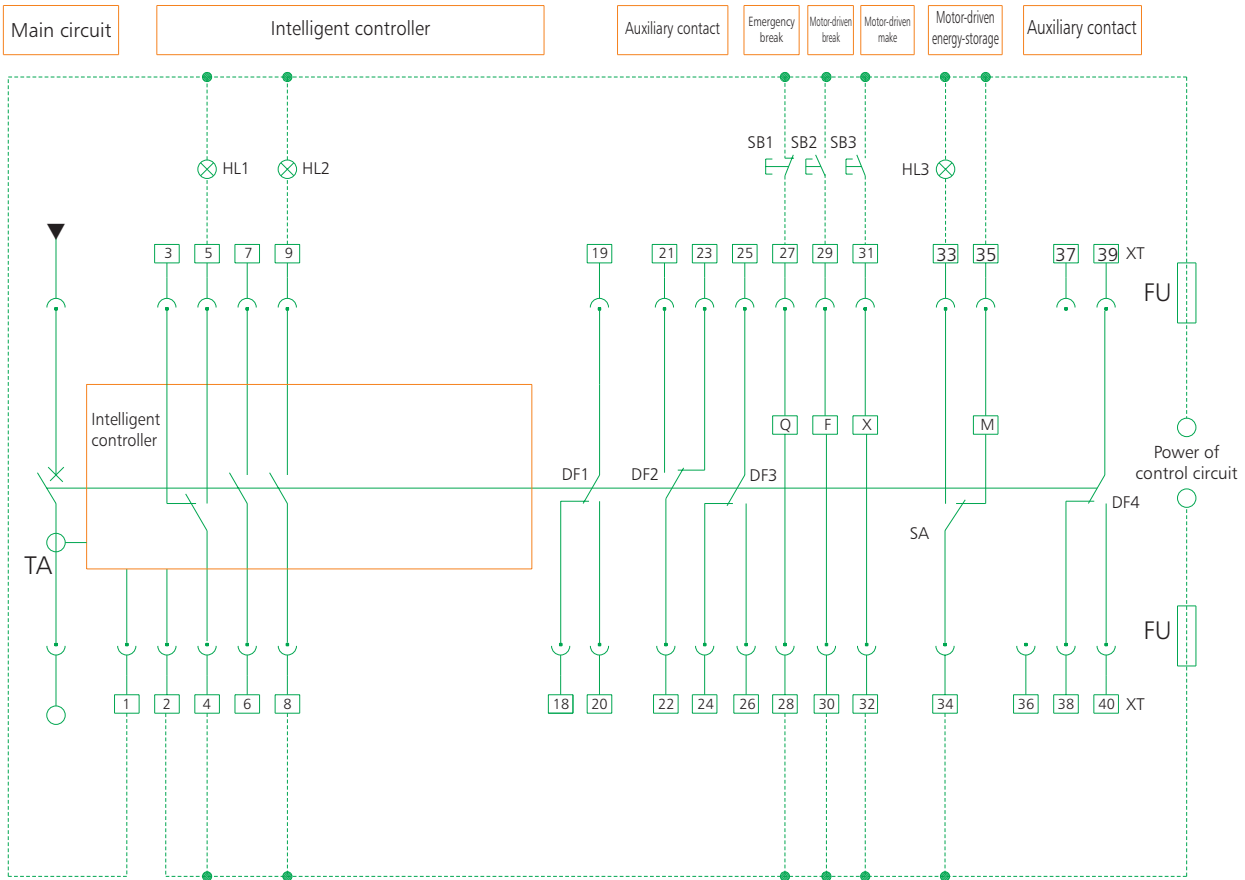 Main circuit
Intelligent controller
Auxiliary contact
Emergency
break
Motor-driven
break
Motor-driven
make
Motor-driven
energy-storage
Auxiliary contact
HL1
HL2
SB1
SB2
SB3
HL3
3
5
7
9
19
21
23
25
27
29
31
33
35
37
39
XT
FU
Intelligent
controller
Q
F
X
M
Power of
control circuit
DF1
DF2
DF3
DF4
SA
TA
FU
1
2
4
6
8
18
20
22
24
26
28
30
32
34
36
38
40
XT